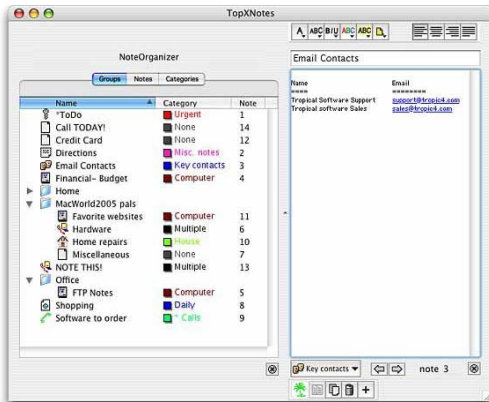 TopXNotes
A ABC B/U ABC ABC
NoteOrganizer
Email Contacts
Groups Notes Categories
Name Category Note
*ToDo Urgent 1
Call TODAY! None 14
Credit Card None 12
Directions Misc. notes 2
Email Contacts Key contacts 3
Financial- Budget Computer 4
Home
MacWorld2005 pals
Favorite websites Computer 11
Hardware Multiple 6
Home repairs House 10
Miscellaneous None 7
NOTE THIS! Multiple 13
Office
FTP Notes Computer 5
Shopping Daily 8
Software to order * Calls 9
Name Email
==== =====
Tropical Software Support support@tropic4.com
Tropical software Sales sales@tropic4.com
Key contacts note 3